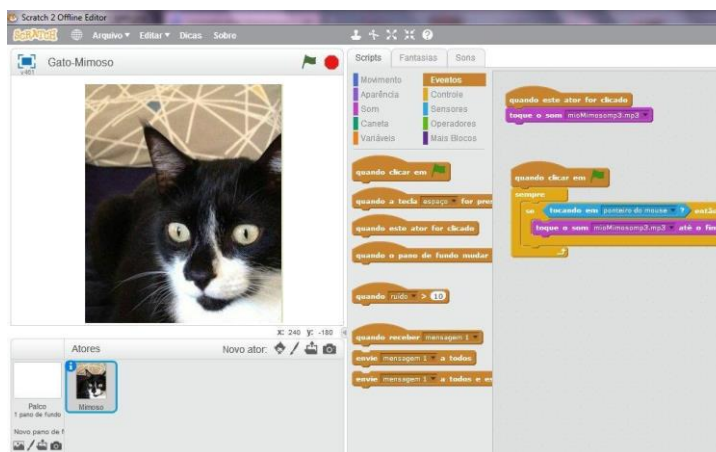 Scratch 2 Offline Editor
SCRATCH Arquivo Editar Dicas Sobre
Gato-Mimoso
v461
X: 240 y: -180
Atores
Novo ator:
Palco
1 pano de fundo
Mimoso
Novo pano de f
Scripts Fantasias Sons
Movimento Eventos
Aparência Controle
Som Sensores
Caneta Operadores
Variáveis Mais Blocos
quando clicar em
quando a tecla espaço for pres
quando este ator for clicado
quando o pano de fundo mudar
quando ruído > 10
quando receber mensagem 1
envie mensagem 1 a todos
envie mensagem 1 a todos e es
quando este ator for clicado
toque o som mioMimosomp3.mp3
quando clicar em
sempre
se tocando em ponteiro do mouse ? então
toque o som mioMimosomp3.mp3 até o fim